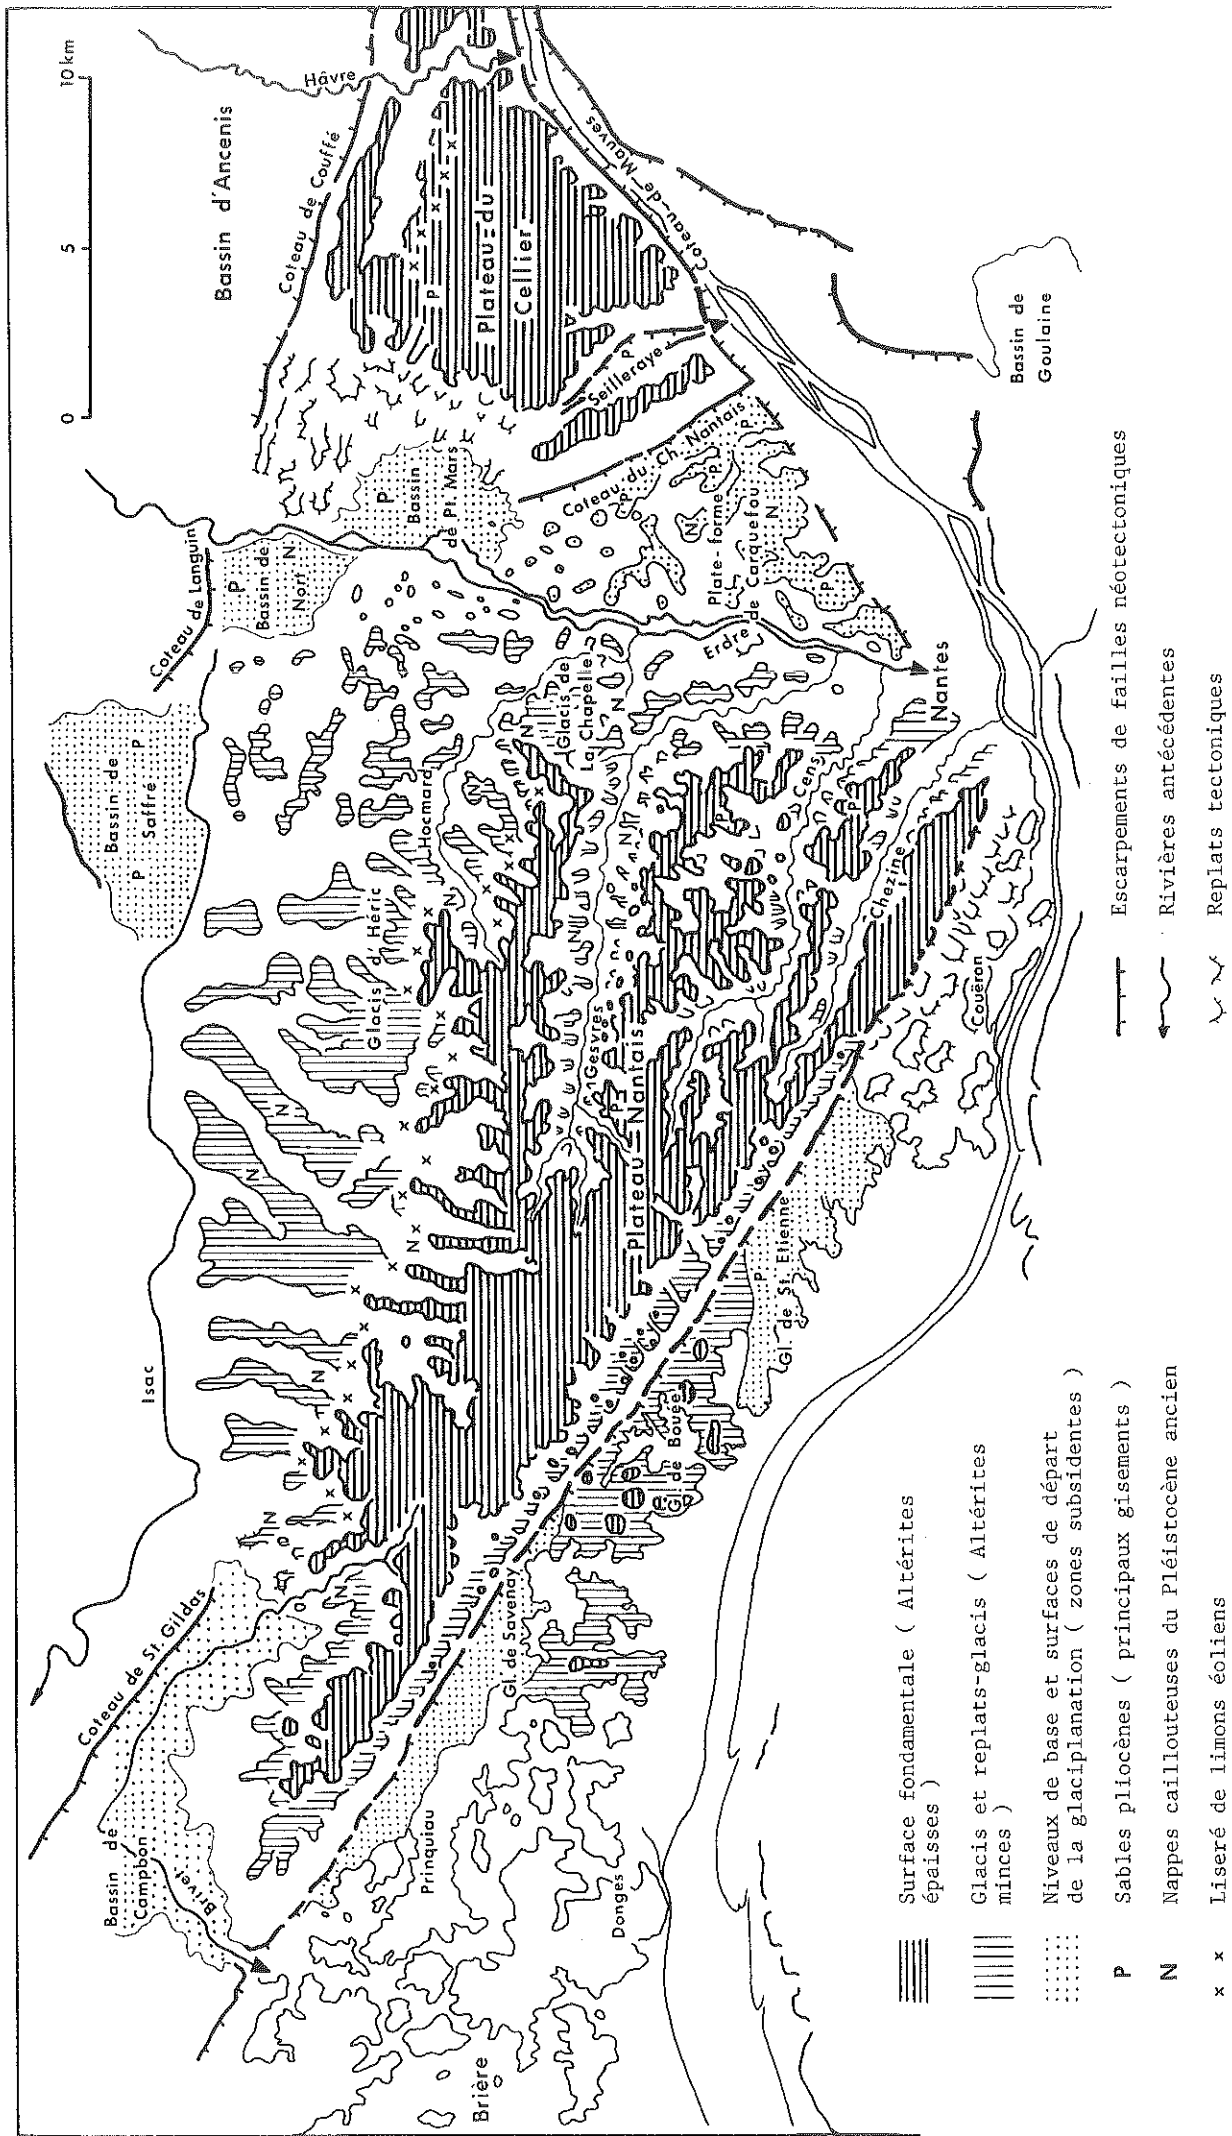 0 5 10 km
Bassin d'Ancenis
Hâvre
Coteau de Couffé
Plateau du
Cellier
P
P
Coteau-de-Mauves
Seilleraye
P
Bassin de
Goulaine
Coteau du Ch. Nantais
P
Bassin
de Pt. Mars
Plate-forme
de Carquefou
P
P
P
N
N
P
Coteau de Languin
P
Bassin de
Nort
N
Erdre
Nantes
Bassin-de
Saffré
P
P
P
Glacis d'Héric
Hocmard
Glacis de
La Chapelle
N
N
N
N
N
N
Gesvres
Cens
P
P
Chezine
Couëron
Plateau-Nantais
P
Isac
N
N
N
N
N
N
Gl. de St. Etienne
P
Gl. de Bouée
Gl. de Savenay
Coteau de St. Gildas
Bassin de
Campbon
Brivet
Prinquiau
Donges
Brière
Surface fondamentale ( Altérites
épaisses )
Glacis et replats-glacis ( Altérites
minces )
Niveaux de base et surfaces de départ
de la glaciplanation ( zones subsidentes )
P Sables pliocènes ( principaux gisements )
N Nappes caillouteuses du Pléistocène ancien
x x Liseré de limons éoliens
Escarpements de failles néotectoniques
Rivières antécédentes
Replats tectoniques